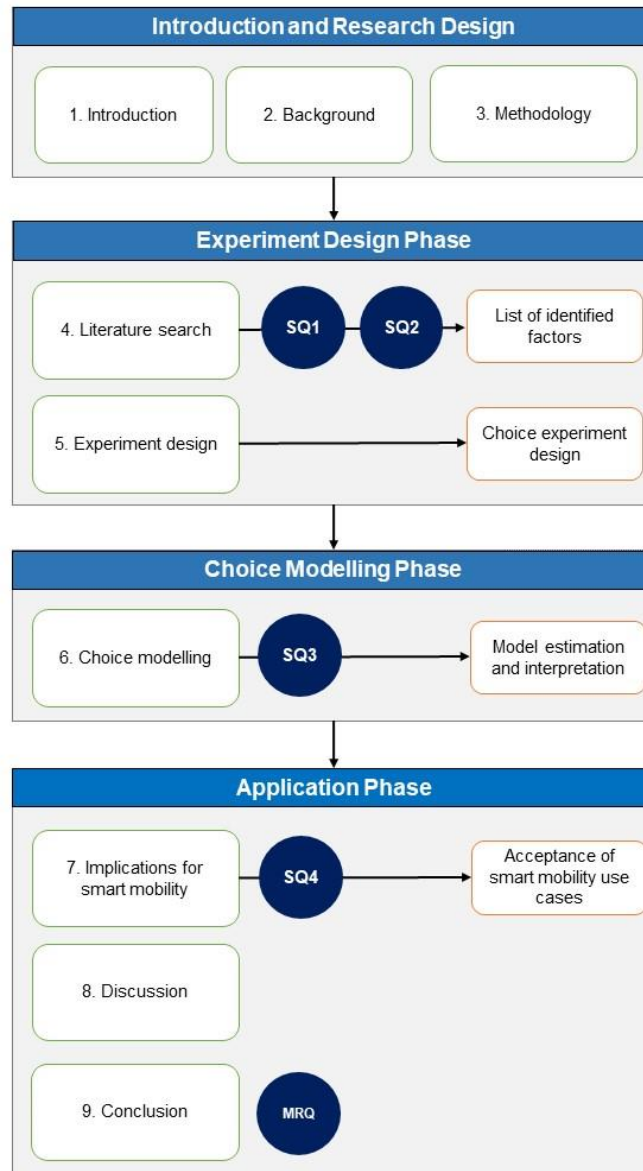 Introduction and Research Design
1. Introduction
2. Background
3. Methodology
Experiment Design Phase
4. Literature search
SQ1
SQ2
List of identified
factors
5. Experiment design
Choice experiment
design
Choice Modelling Phase
6. Choice modelling
SQ3
Model estimation
and interpretation
Application Phase
7. Implications for
smart mobility
SQ4
Acceptance of
smart mobility use
cases
8. Discussion
9. Conclusion
MRQ